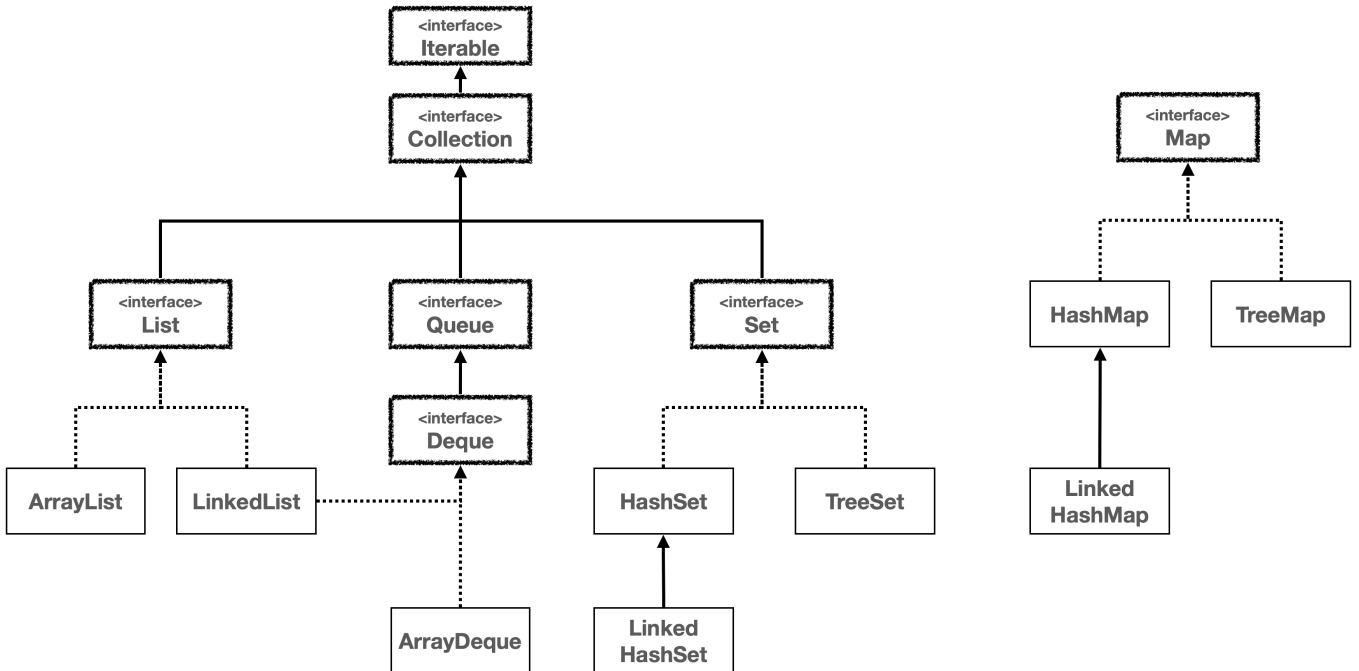 <interface>
Iterable
<interface>
Collection
<interface>
Map
<interface>
List
<interface>
Queue
<interface>
Set
HashMap
TreeMap
<interface>
Deque
ArrayList
LinkedList
HashSet
TreeSet
Linked
HashMap
ArrayDeque
Linked
HashSet